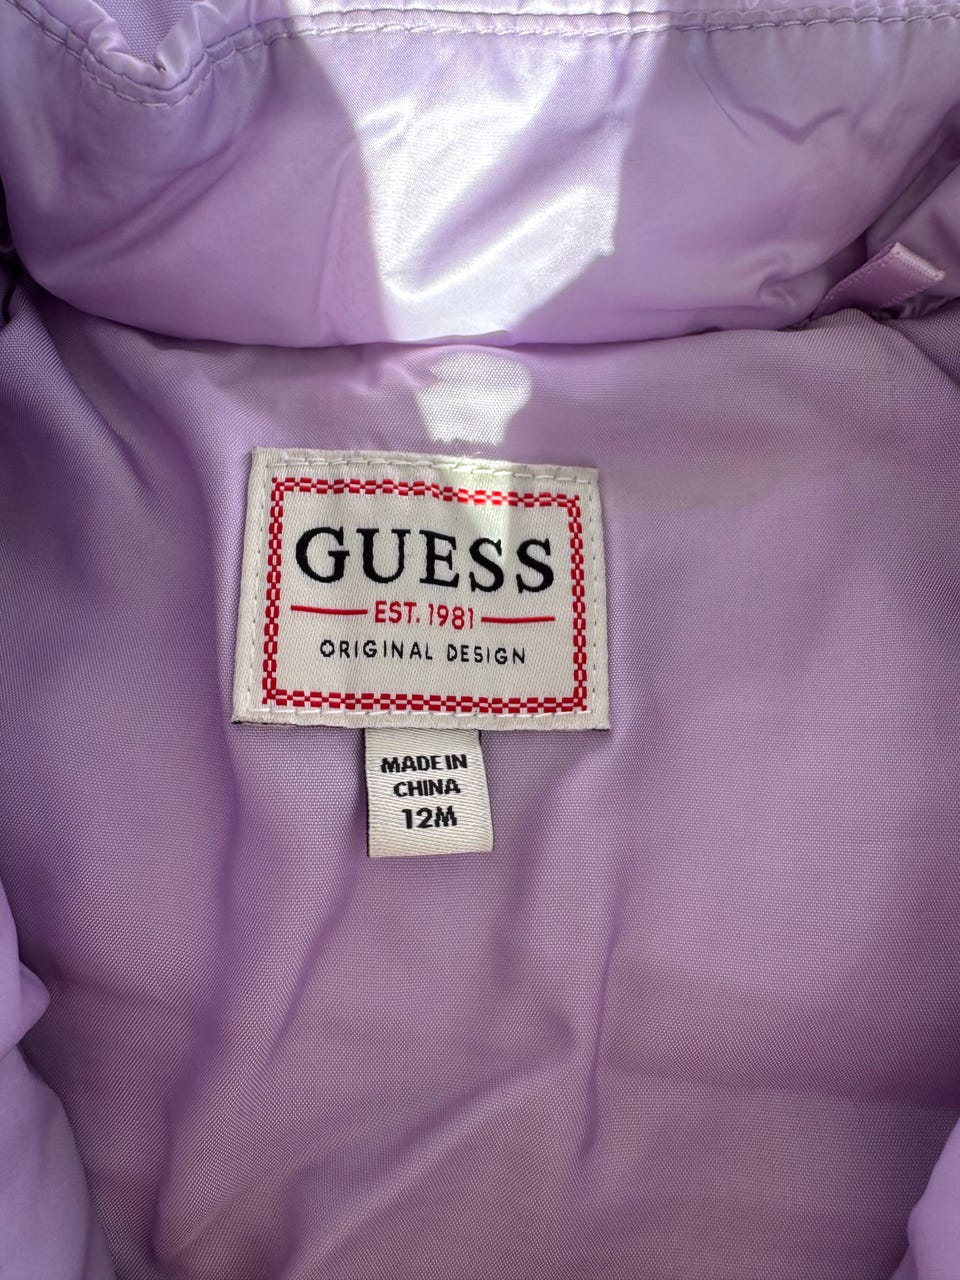 GUESS
EST. 1981
ORIGINAL DESIGN
MADE IN
CHINA
12M